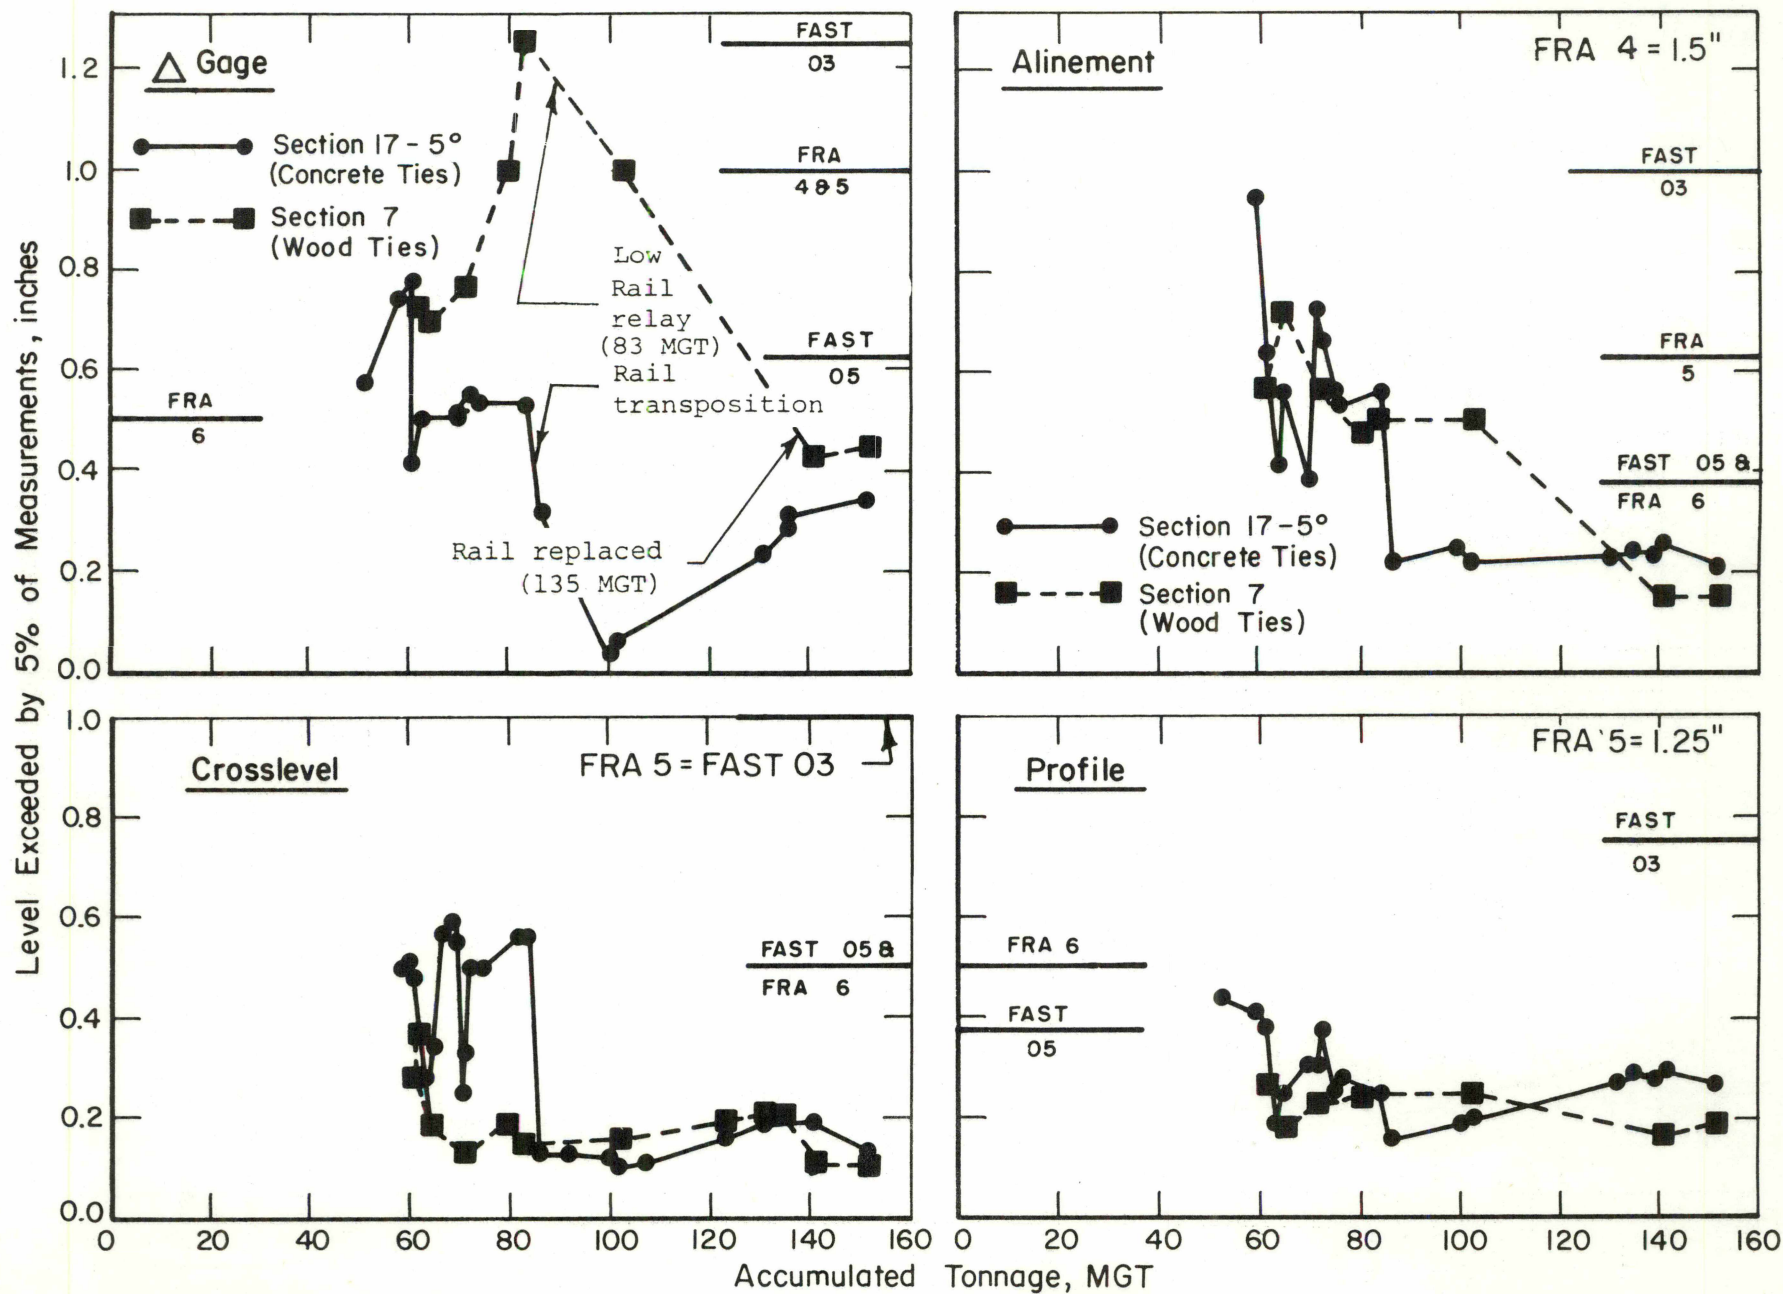 Level Exceeded by 5% of Measurements, inches
△ Gage
Section 17-5°
(Concrete Ties)
Section 7
(Wood Ties)
FAST
03
FRA
4&5
FAST
05
FRA
6
Low
Rail
relay
(83 MGT)
Rail
transposition
Rail replaced
(135 MGT)
1.2
1.0
0.8
0.6
0.4
0.2
0.0
Alinement
FRA 4 = 1.5"
FAST
03
FRA
5
FAST 05 &
FRA 6
Section 17-5°
(Concrete Ties)
Section 7
(Wood Ties)
Crosslevel
FRA 5 = FAST 03
FAST 05 &
FRA 6
1.0
0.8
0.6
0.4
0.2
0.0
0 20 40 60 80 100 120 140 160
Profile
FRA 5 = 1.25"
FAST
03
FRA 6
FAST
05
0 20 40 60 80 100 120 140 160
Accumulated Tonnage, MGT